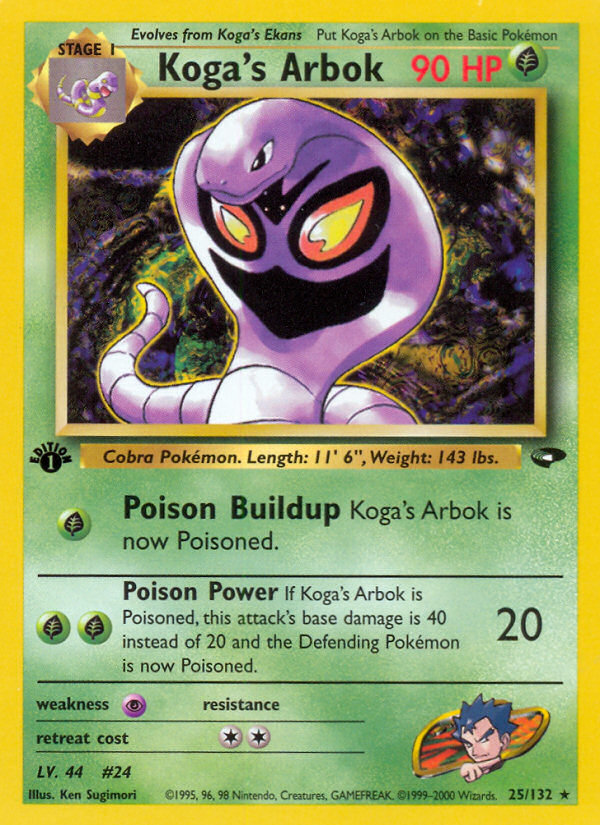 Evolves from Koga's Ekans Put Koga's Arbok on the Basic Pokémon
STAGE 1
Koga's Arbok 90 HP
EDITION
1
Cobra Pokémon. Length: 11' 6", Weight: 143 lbs.
Poison Buildup Koga's Arbok is
now Poisoned.
Poison Power If Koga's Arbok is
Poisoned, this attack's base damage is 40
instead of 20 and the Defending Pokémon
is now Poisoned.
20
weakness resistance
retreat cost
LV. 44 #24
Illus. Ken Sugimori ©1995, 96, 98 Nintendo, Creatures, GAMEFREAK. ©1999–2000 Wizards. 25/132 ★